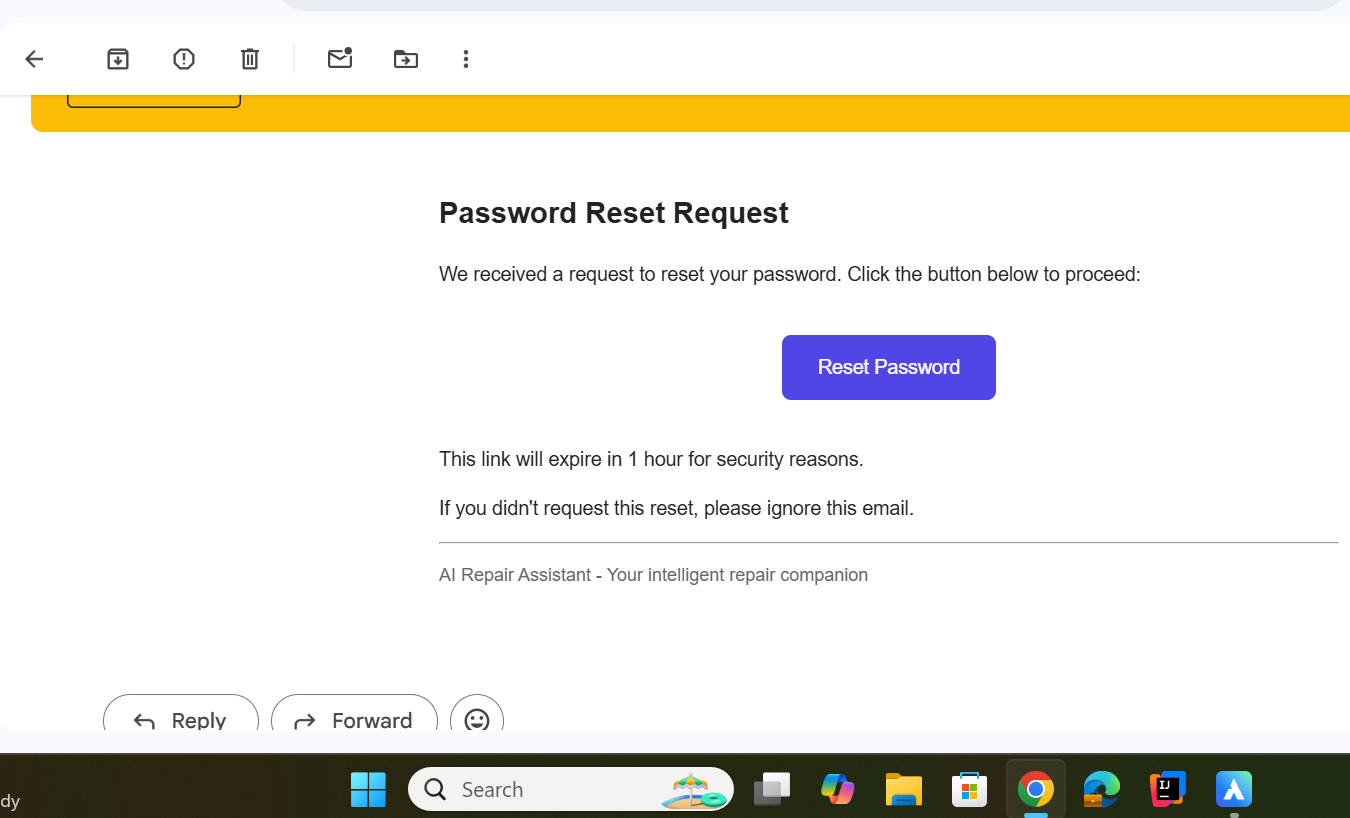 Password Reset Request
We received a request to reset your password. Click the button below to proceed:
Reset Password
This link will expire in 1 hour for security reasons.
If you didn't request this reset, please ignore this email.
AI Repair Assistant - Your intelligent repair companion
Reply Forward
dy
Search
IJ